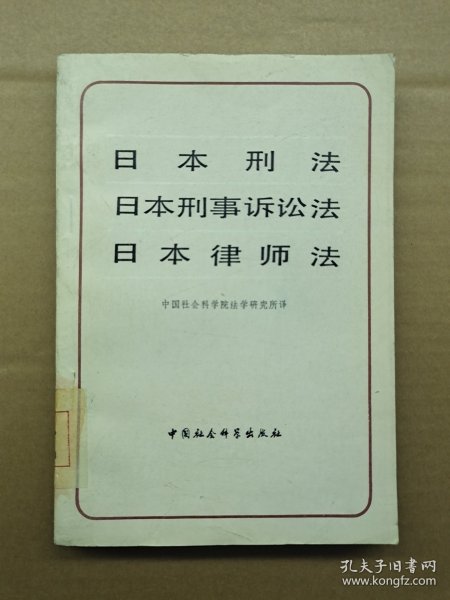 日本刑法
日本刑事诉讼法
日本律师法
中国社会科学院法学研究所译
中国社会科学出版社
孔夫子旧书网
www.kongfz.com